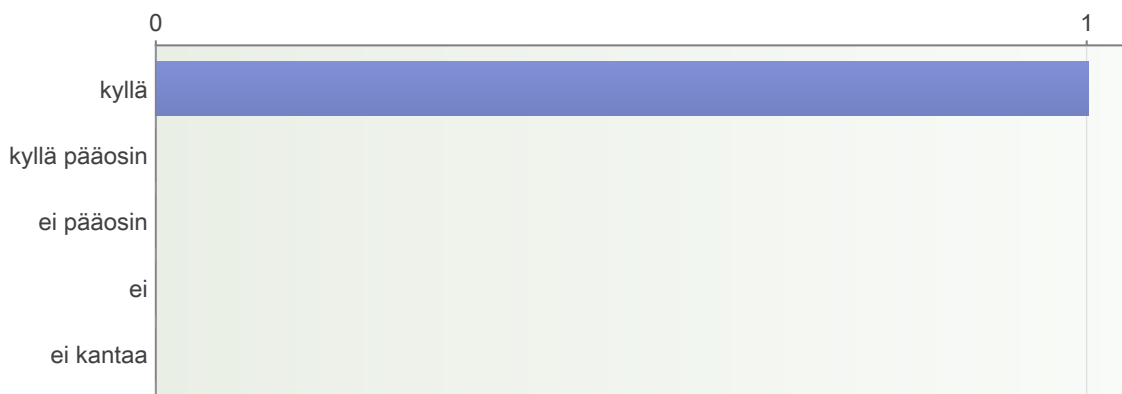 0 1
kyllä
kyllä pääosin
ei pääosin
ei
ei kantaa